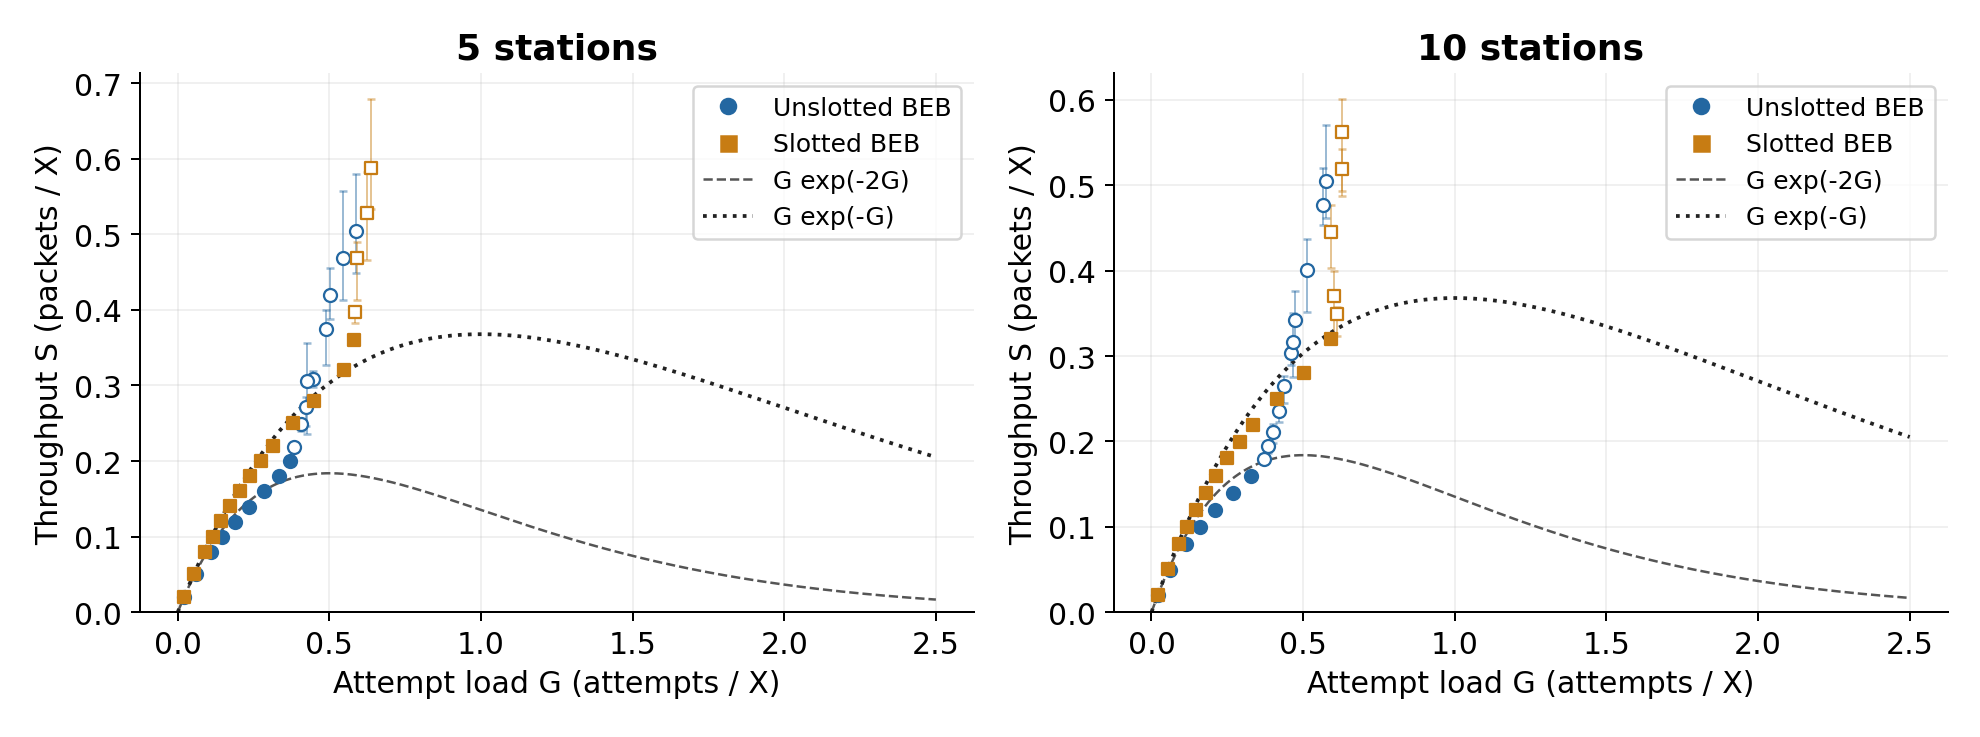 5 stations
0.7
0.6
0.5
0.4
0.3
0.2
0.1
0.0
Throughput S (packets / X)
0.0 0.5 1.0 1.5 2.0 2.5
Attempt load G (attempts / X)
Unslotted BEB
Slotted BEB
G exp(-2G)
G exp(-G)
10 stations
0.6
0.5
0.4
0.3
0.2
0.1
0.0
Throughput S (packets / X)
0.0 0.5 1.0 1.5 2.0 2.5
Attempt load G (attempts / X)
Unslotted BEB
Slotted BEB
G exp(-2G)
G exp(-G)